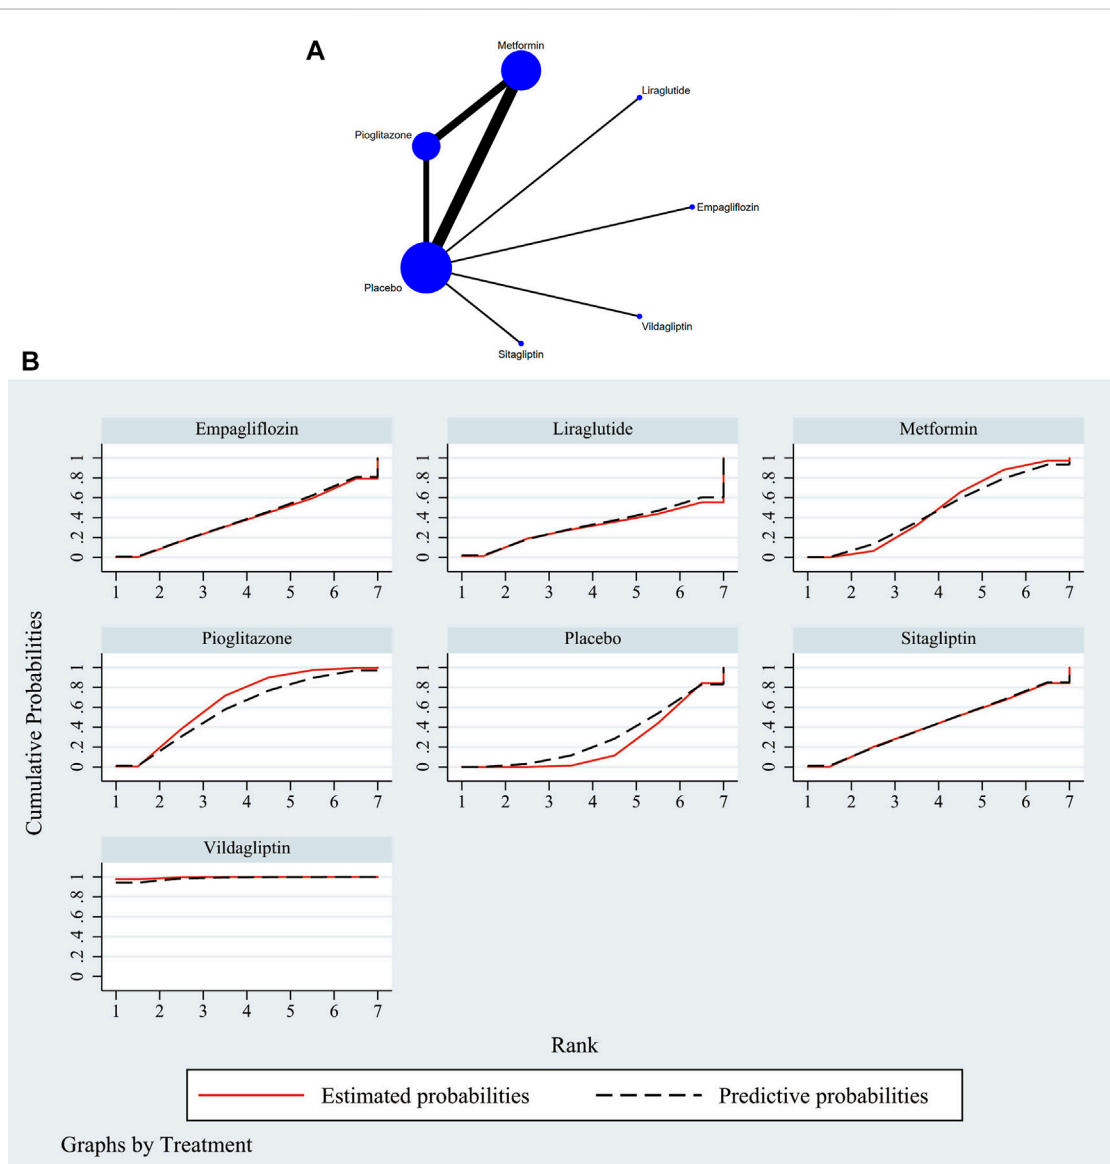 A
Metformin
Liraglutide
Pioglitazone
Empagliflozin
Placebo
Vildagliptin
Sitagliptin
B
Empagliflozin
Liraglutide
Metformin
0 .2 .4 .6 .8 1
0 .2 .4 .6 .8 1
0 .2 .4 .6 .8 1
1 2 3 4 5 6 7
1 2 3 4 5 6 7
1 2 3 4 5 6 7
Cumulative Probabilities
Pioglitazone
Placebo
Sitagliptin
0 .2 .4 .6 .8 1
0 .2 .4 .6 .8 1
0 .2 .4 .6 .8 1
1 2 3 4 5 6 7
1 2 3 4 5 6 7
1 2 3 4 5 6 7
Vildagliptin
0 .2 .4 .6 .8 1
1 2 3 4 5 6 7
Rank
Estimated probabilities
Predictive probabilities
Graphs by Treatment